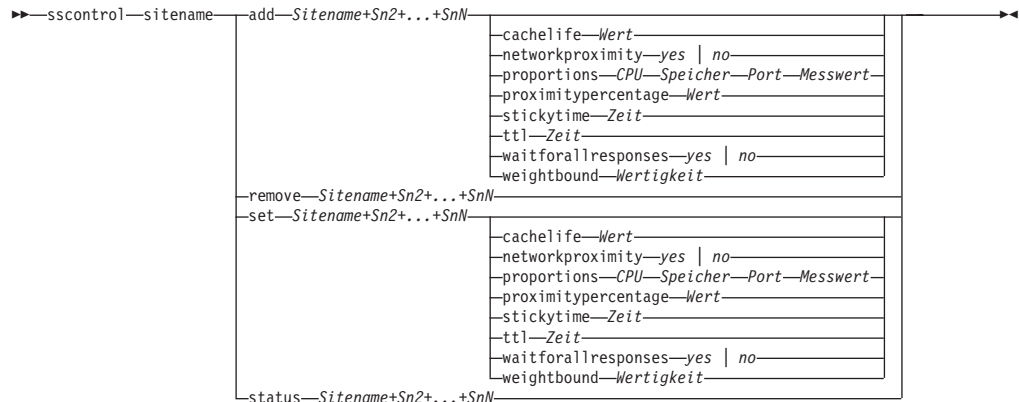 sscontrol sitename add Sitename+Sn2+...+SnN
cachelife Wert
networkproximity yes | no
proportions CPU Speicher Port Messwert
proximitypercentage Wert
stickytime Zeit
ttl Zeit
waitforallresponses yes | no
weightbound Wertigkeit
remove Sitename+Sn2+...+SnN
set Sitename+Sn2+...+SnN
cachelife Wert
networkproximity yes | no
proportions CPU Speicher Port Messwert
proximitypercentage Wert
stickytime Zeit
ttl Zeit
waitforallresponses yes | no
weightbound Wertigkeit
status Sitename+Sn2+...+SnN